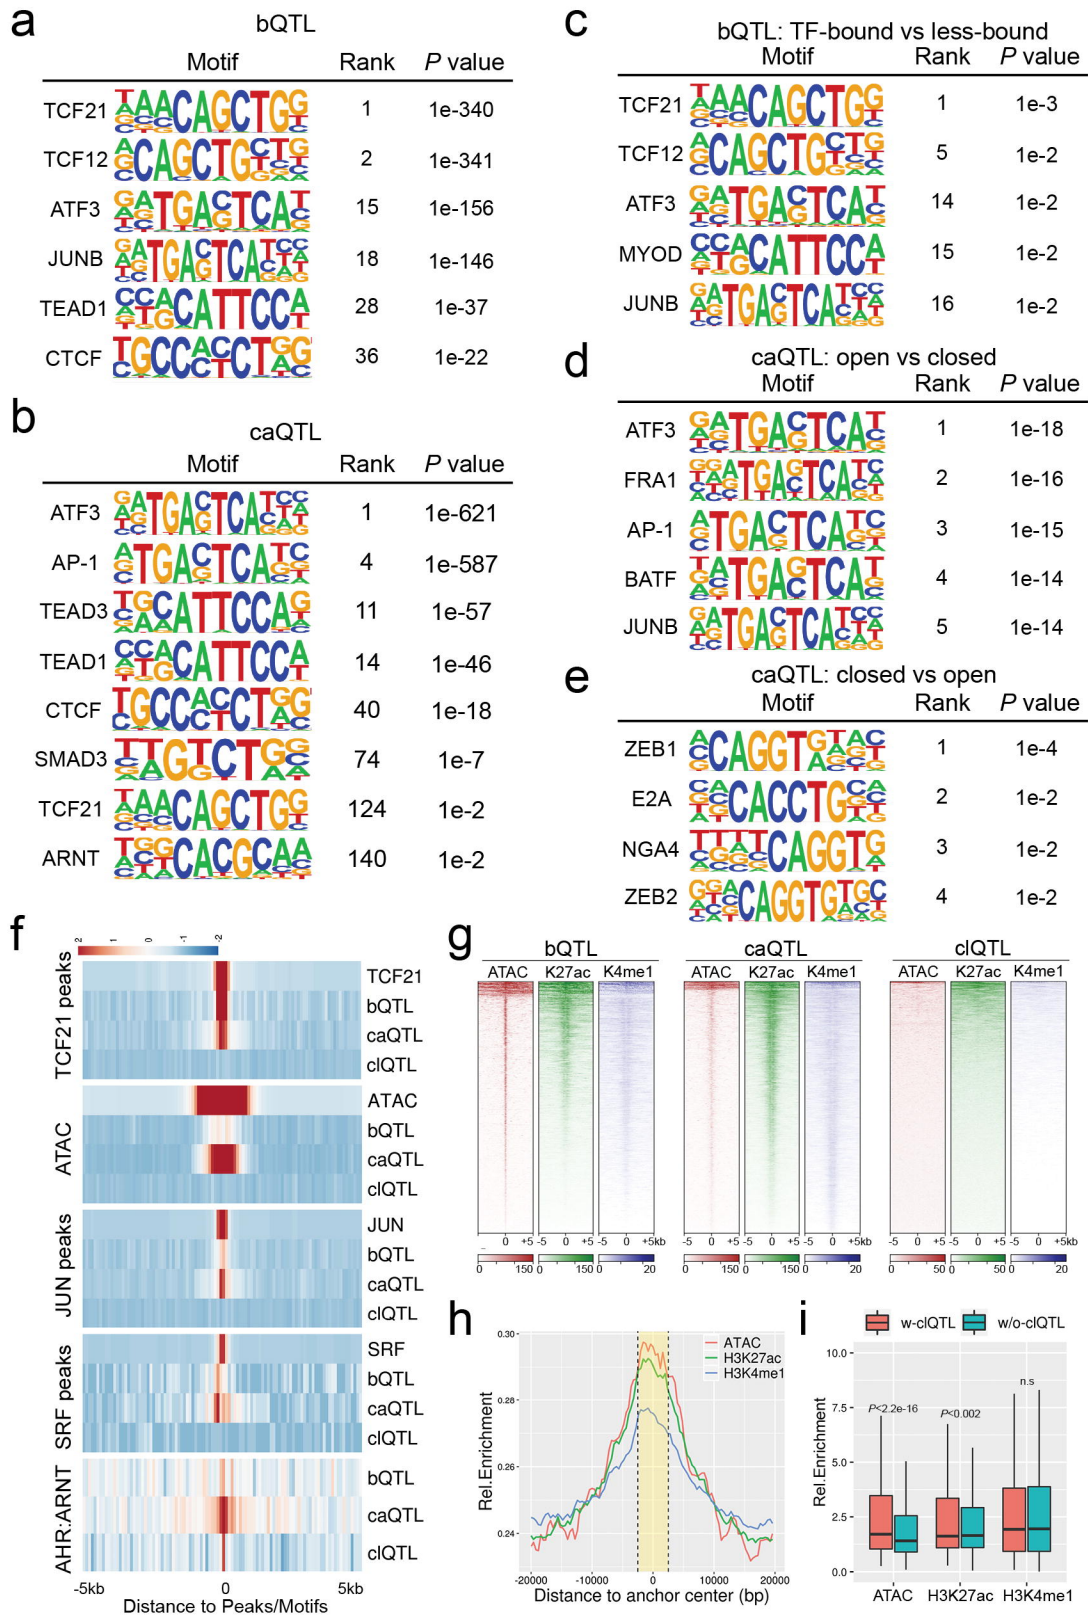 a
bQTL
Motif Rank P value
TCF21 1 1e-340
TCF12 2 1e-341
ATF3 15 1e-156
JUNB 18 1e-146
TEAD1 28 1e-37
CTCF 36 1e-22
b
caQTL
Motif Rank P value
ATF3 1 1e-621
AP-1 4 1e-587
TEAD3 11 1e-57
TEAD1 14 1e-46
CTCF 40 1e-18
SMAD3 74 1e-7
TCF21 124 1e-2
ARNT 140 1e-2
c
bQTL: TF-bound vs less-bound
Motif Rank P value
TCF21 1 1e-3
TCF12 5 1e-2
ATF3 14 1e-2
MYOD 15 1e-2
JUNB 16 1e-2
d
caQTL: open vs closed
Motif Rank P value
ATF3 1 1e-18
FRA1 2 1e-16
AP-1 3 1e-15
BATF 4 1e-14
JUNB 5 1e-14
e
caQTL: closed vs open
Motif Rank P value
ZEB1 1 1e-4
E2A 2 1e-2
NGA4 3 1e-2
ZEB2 4 1e-2
f
2 1 0 -1 -2
TCF21 peaks
TCF21
bQTL
caQTL
clQTL
ATAC
ATAC
bQTL
caQTL
clQTL
JUN peaks
JUN
bQTL
caQTL
clQTL
SRF peaks
SRF
bQTL
caQTL
clQTL
AHR:ARNT
bQTL
caQTL
clQTL
-5kb 0 5kb
Distance to Peaks/Motifs
g
bQTL caQTL clQTL
ATAC K27ac K4me1 ATAC K27ac K4me1 ATAC K27ac K4me1
-5 0 +5 -5 0 +5 -5 0 +5kb -5 0 +5 -5 0 +5 -5 0 +5kb -5 0 +5 -5 0 +5 -5 0 +5kb
0 150 0 150 0 20 0 150 0 150 0 20 0 50 0 50 0 20
h
ATAC
H3K27ac
H3K4me1
Rel.Enrichment
0.30
0.28
0.26
0.24
-20000 -10000 0 10000 20000
Distance to anchor center (bp)
i
w-clQTL w/o-clQTL
Rel.Enrichment
10.0
7.5
5.0
2.5
0.0
P<2.2e-16 P<0.002 n.s
ATAC H3K27ac H3K4me1